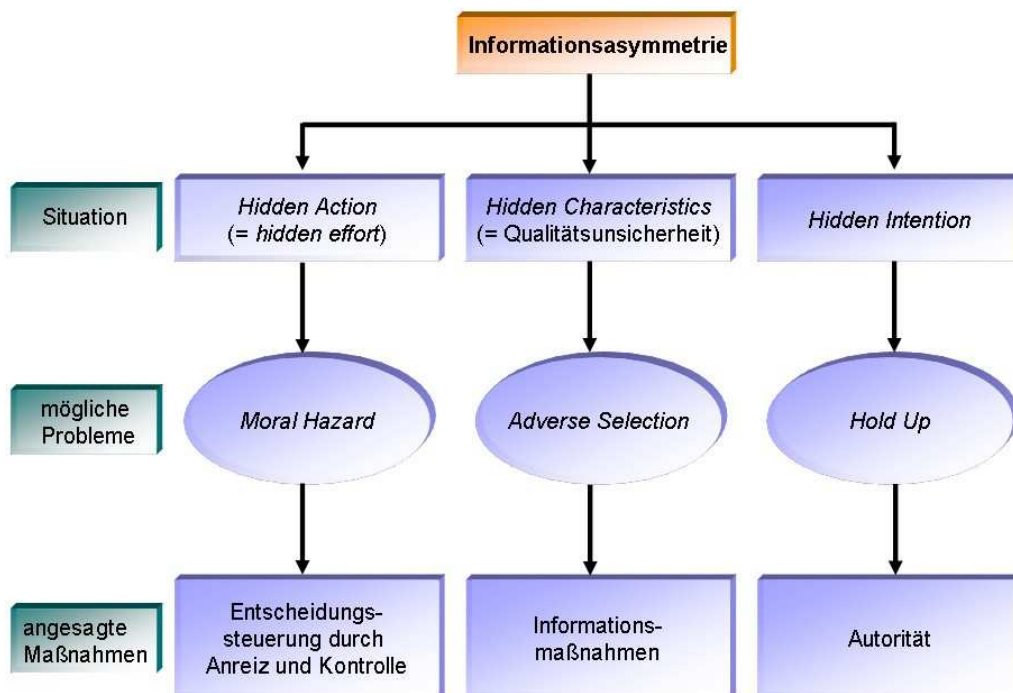 Informationsasymmetrie
Situation
Hidden Action
(= hidden effort)
Hidden Characteristics
(= Qualitätsunsicherheit)
Hidden Intention
mögliche
Probleme
Moral Hazard
Adverse Selection
Hold Up
angesagte
Maßnahmen
Entscheidungs-
steuerung durch
Anreiz und Kontrolle
Informations-
maßnahmen
Autorität